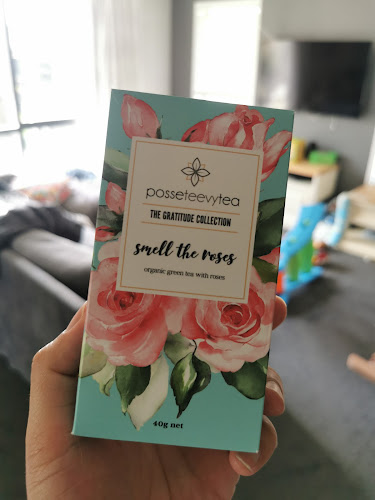 posseteevytea
THE GRATITUDE COLLECTION
smell the roses
organic green tea with roses
40g net